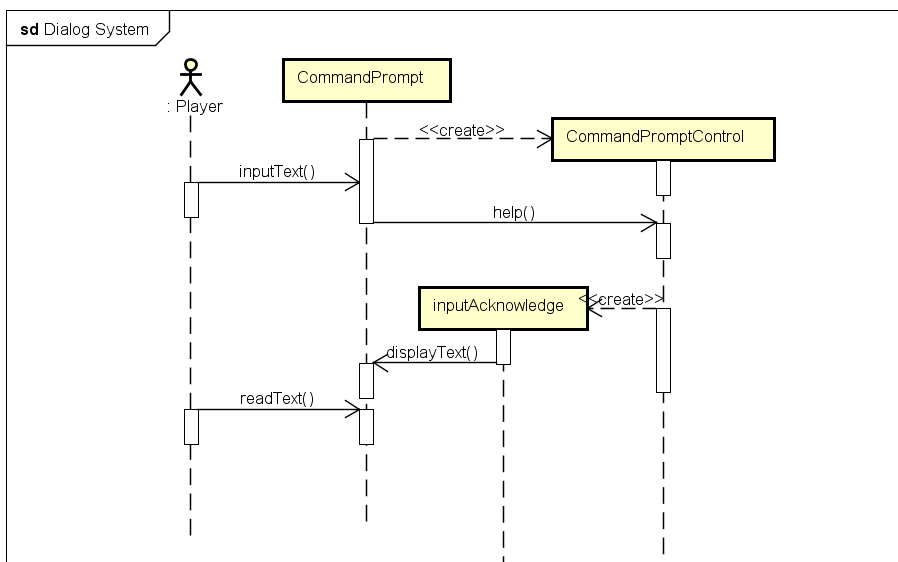 sd Dialog System
: Player
CommandPrompt
<<create>>
CommandPromptControl
inputText()
help()
inputAcknowledge
<<create>>
displayText()
readText()